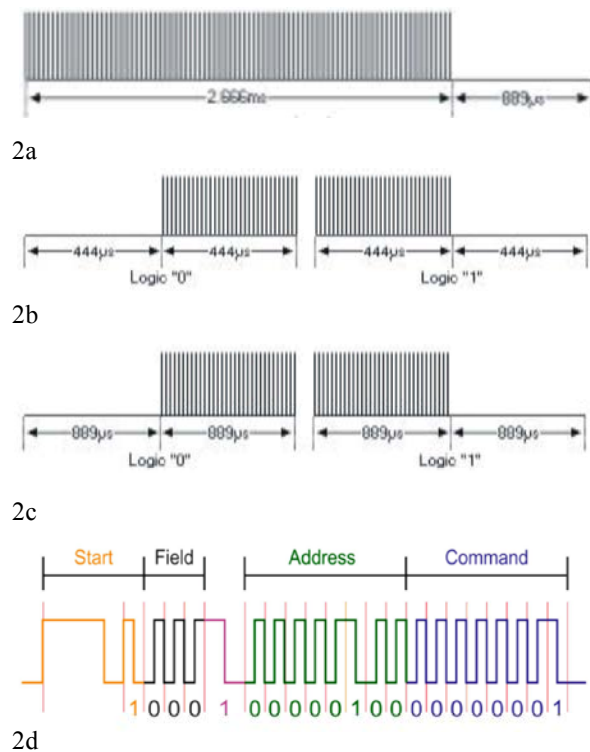 2.666ms 889µs
2a
444µs 444µs 444µs 444µs
Logic "0" Logic "1"
2b
889µs 889µs 889µs 889µs
Logic "0" Logic "1"
2c
Start Field Address Command
1 0 0 0 1 0 0 0 0 0 1 0 0 0 0 0 0 0 0 0 1
2d